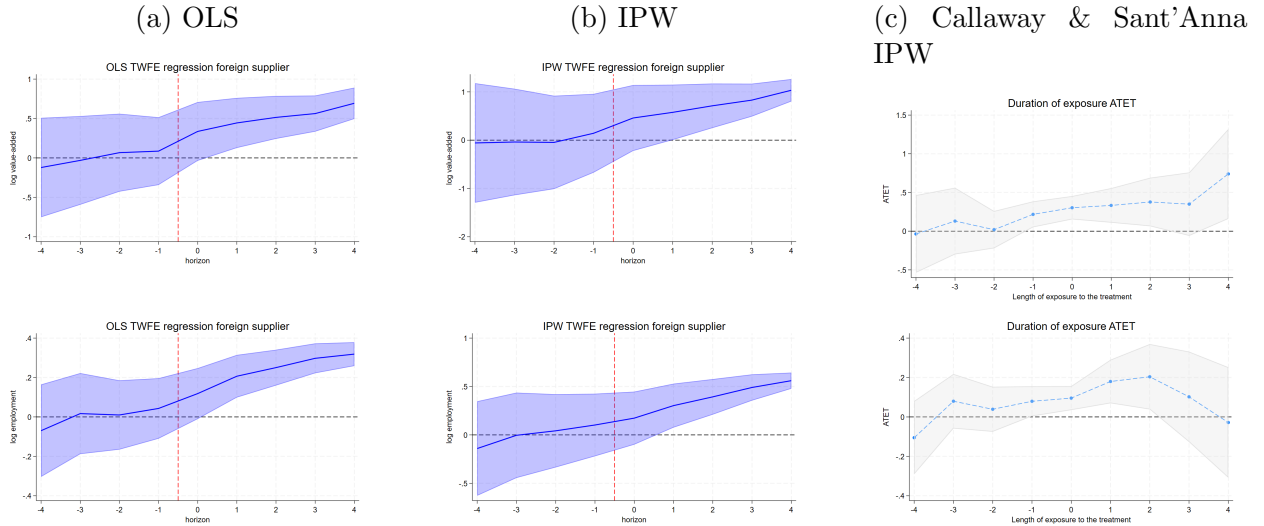 (a) OLS
(b) IPW
(c) Callaway & Sant'Anna
IPW
OLS TWFE regression foreign supplier
log value-added
1
.5
0
-.5
-1
-4 -3 -2 -1 0 1 2 3 4
horizon
IPW TWFE regression foreign supplier
log value-added
1
0
-1
-2
-4 -3 -2 -1 0 1 2 3 4
horizon
Duration of exposure ATET
ATET
1.5
1
.5
0
-.5
-4 -3 -2 -1 0 1 2 3 4
Length of exposure to the treatment
OLS TWFE regression foreign supplier
log employment
.4
.2
0
-.2
-.4
-4 -3 -2 -1 0 1 2 3 4
horizon
IPW TWFE regression foreign supplier
log employment
1
.5
0
-.5
-4 -3 -2 -1 0 1 2 3 4
horizon
Duration of exposure ATET
ATET
.4
.2
0
-.2
-.4
-4 -3 -2 -1 0 1 2 3 4
Length of exposure to the treatment